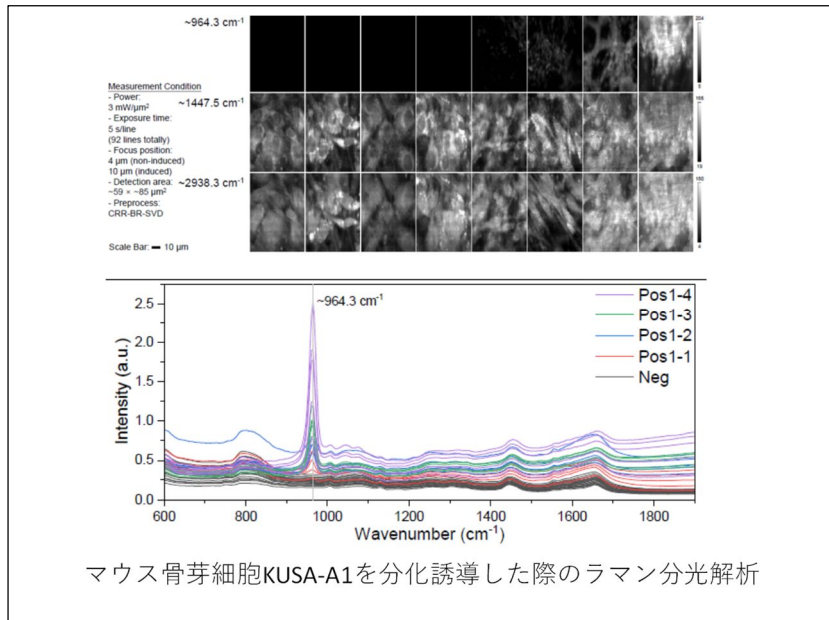 ~964.3 cm⁻¹
204
5
Measurement Condition
- Power:
3 mW/μm²
- Exposure time:
5 s/line
(92 lines totally)
- Focus position:
4 μm (non-induced)
10 μm (induced)
- Detection area:
~59 × ~85 μm²
- Preprocess:
CRR-BR-SVD
Scale Bar: 10 μm
~1447.5 cm⁻¹
~2938.3 cm⁻¹
4
~964.3 cm⁻¹
Pos1-4
Pos1-3
Pos1-2
Pos1-1
Neg
Intensity (a.u.)
2.5
2.0
1.5
1.0
0.5
0.0
600 800 1000 1200 1400 1600 1800
Wavenumber (cm⁻¹)
マウス骨芽細胞KUSA-A1を分化誘導した際のラマン分光解析